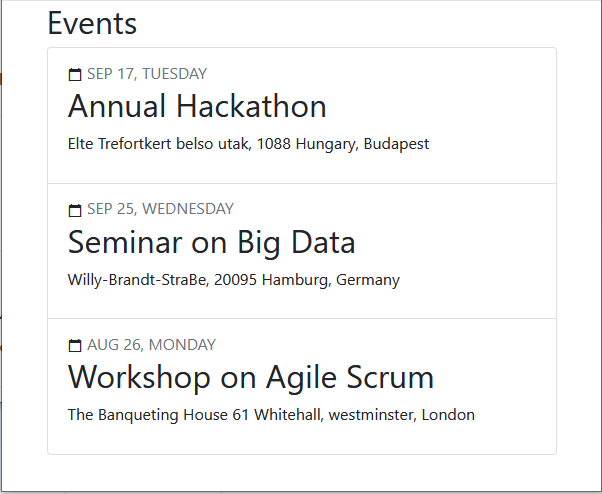 Events
SEP 17, TUESDAY
Annual Hackathon
Elte Trefortkert belso utak, 1088 Hungary, Budapest
SEP 25, WEDNESDAY
Seminar on Big Data
Willy-Brandt-StraBe, 20095 Hamburg, Germany
AUG 26, MONDAY
Workshop on Agile Scrum
The Banqueting House 61 Whitehall, westminster, London